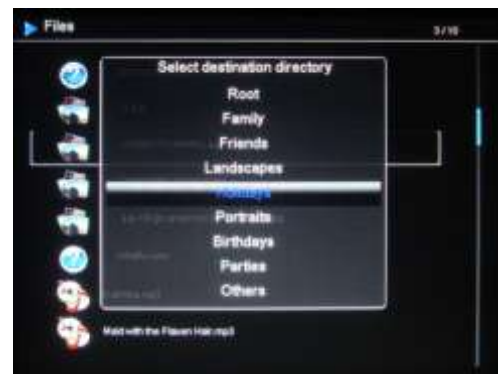 Files
3/10
Select destination directory
Root
Family
Friends
Landscapes
Holidays
Portraits
Birthdays
Parties
Others
Maid with the Flaxen Hair.mp3